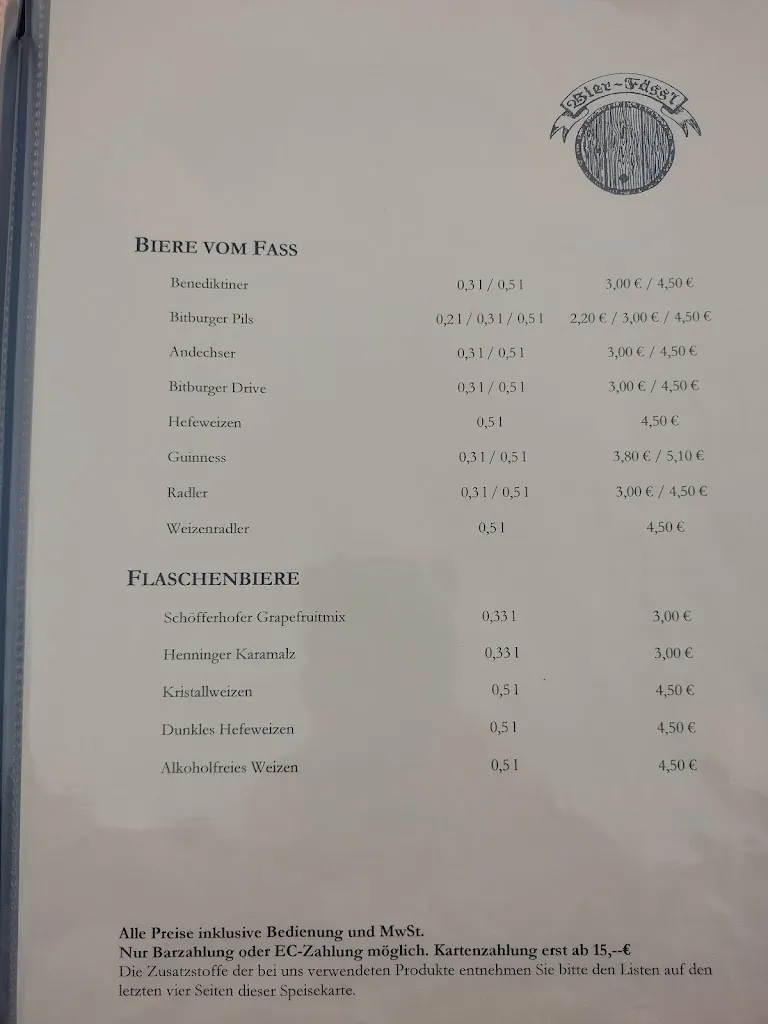 Bier-Fässl
BIERE VOM FASS
Benediktiner 0,3 l / 0,5 l 3,00 € / 4,50 €
Bitburger Pils 0,2 l / 0,3 l / 0,5 l 2,20 € / 3,00 € / 4,50 €
Andechser 0,3 l / 0,5 l 3,00 € / 4,50 €
Bitburger Drive 0,3 l / 0,5 l 3,00 € / 4,50 €
Hefeweizen 0,5 l 4,50 €
Guinness 0,3 l / 0,5 l 3,80 € / 5,10 €
Radler 0,3 l / 0,5 l 3,00 € / 4,50 €
Weizenradler 0,5 l 4,50 €
FLASCHENBIERE
Schöfferhofer Grapefruitmix 0,33 l 3,00 €
Henninger Karamalz 0,33 l 3,00 €
Kristallweizen 0,5 l 4,50 €
Dunkles Hefeweizen 0,5 l 4,50 €
Alkoholfreies Weizen 0,5 l 4,50 €
Alle Preise inklusive Bedienung und MwSt.
Nur Barzahlung oder EC-Zahlung möglich. Kartenzahlung erst ab 15,--€
Die Zusatzstoffe der bei uns verwendeten Produkte entnehmen Sie bitte den Listen auf den
letzten vier Seiten dieser Speisekarte.